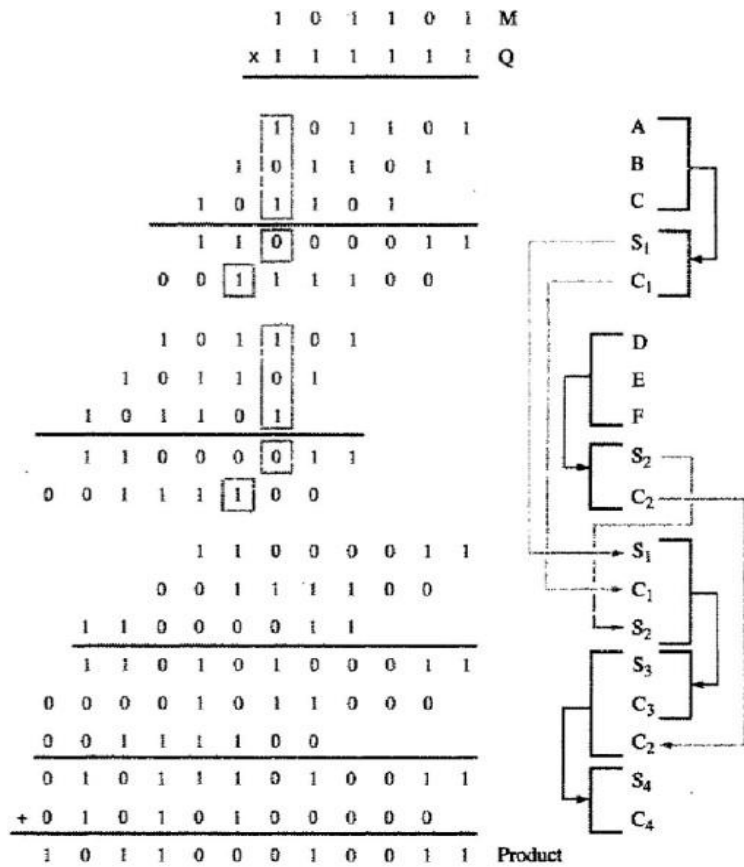 1 0 1 1 0 1 M
x 1 1 1 1 1 1 Q
1 0 1 1 0 1 A
1 0 1 1 0 1 B
1 0 1 1 0 1 C
1 1 0 0 0 0 1 1 S₁
0 0 1 1 1 1 0 0 C₁
1 0 1 1 0 1 D
1 0 1 1 0 1 E
1 0 1 1 0 1 F
1 1 0 0 0 0 1 1 S₂
0 0 1 1 1 1 0 0 C₂
1 1 0 0 0 0 1 1 S₁
0 0 1 1 1 1 0 0 C₁
1 1 0 0 0 0 1 1 S₂
1 1 0 1 0 1 0 0 0 1 1 S₃
0 0 0 0 1 0 1 1 0 0 0 C₃
0 0 1 1 1 1 0 0 C₂
0 1 0 1 1 1 0 1 0 0 1 1 S₄
+ 0 1 0 1 0 1 0 0 0 0 0 C₄
1 0 1 1 0 0 0 1 0 0 1 1 Product